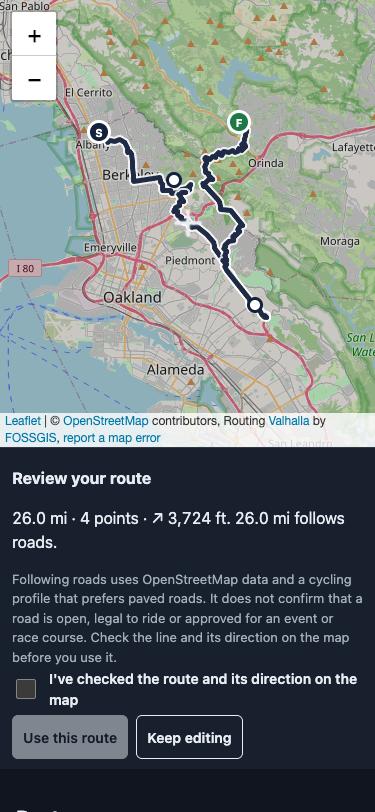 San Pablo
+
−
El Cerrito
S
F
Albany
Orinda
Lafayette
Berkeley
Moraga
Emeryville
Piedmont
I 80
Oakland
Alameda
San L
Leaflet | © OpenStreetMap contributors, Routing Valhalla by
FOSSGIS, report a map error
San Leandro
Review your route
26.0 mi · 4 points · ↗ 3,724 ft. 26.0 mi follows
roads.
Following roads uses OpenStreetMap data and a cycling
profile that prefers paved roads. It does not confirm that a
road is open, legal to ride or approved for an event or
race course. Check the line and its direction on the map
before you use it.
I've checked the route and its direction on the
map
Use this route
Keep editing